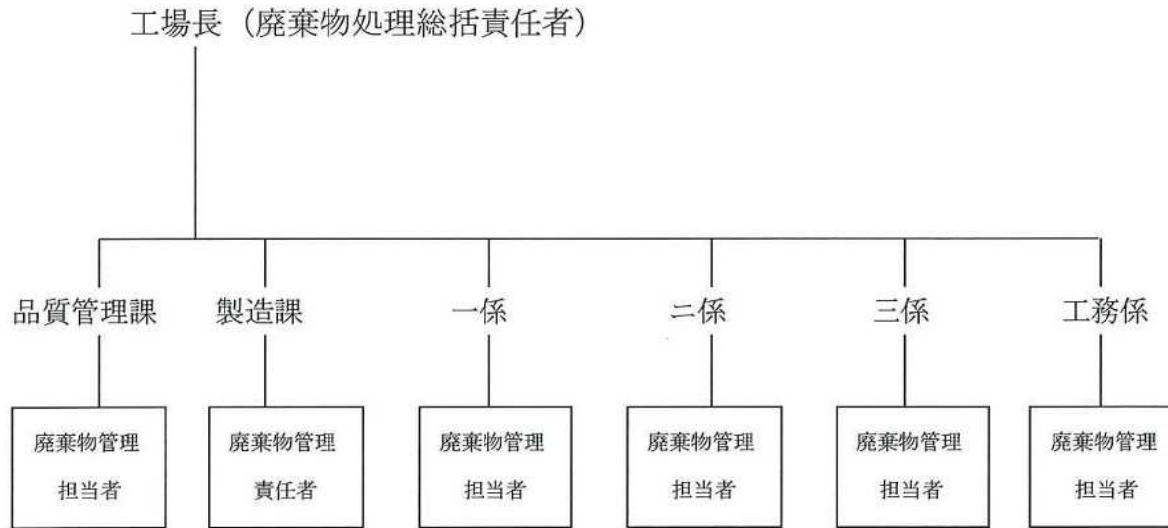 工場長（廃棄物処理総括責任者）
品質管理課
製造課
一係
ニ係
三係
工務係
廃棄物管理
担当者
廃棄物管理
責任者
廃棄物管理
担当者
廃棄物管理
担当者
廃棄物管理
担当者
廃棄物管理
担当者